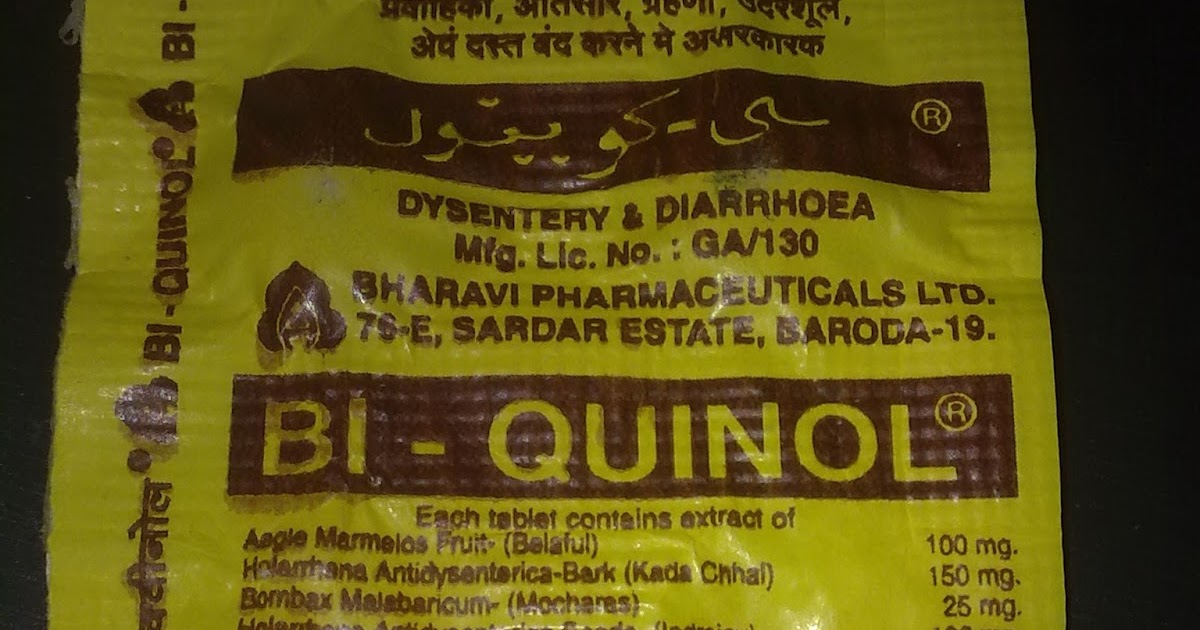 प्रवाहिका, अतिसार, ग्रहणी, उदरशूल,
अेवं दस्त बंद करने मे असरकारक
®
DYSENTERY & DIARRHOEA
Mfg. Lic. No. : GA/130
BHARAVI PHARMACEUTICALS LTD.
76-E, SARDAR ESTATE, BARODA-19.
BI - QUINOL®
Each tablet contains extract of
Aegle Marmelos Fruit- (Belaful) 100 mg.
Holarrhena Antidysenterica-Bark (Kada Chhal) 150 mg.
Bombax Malabaricum- (Mocharas) 25 mg.
BI - QUINOL®
BI -